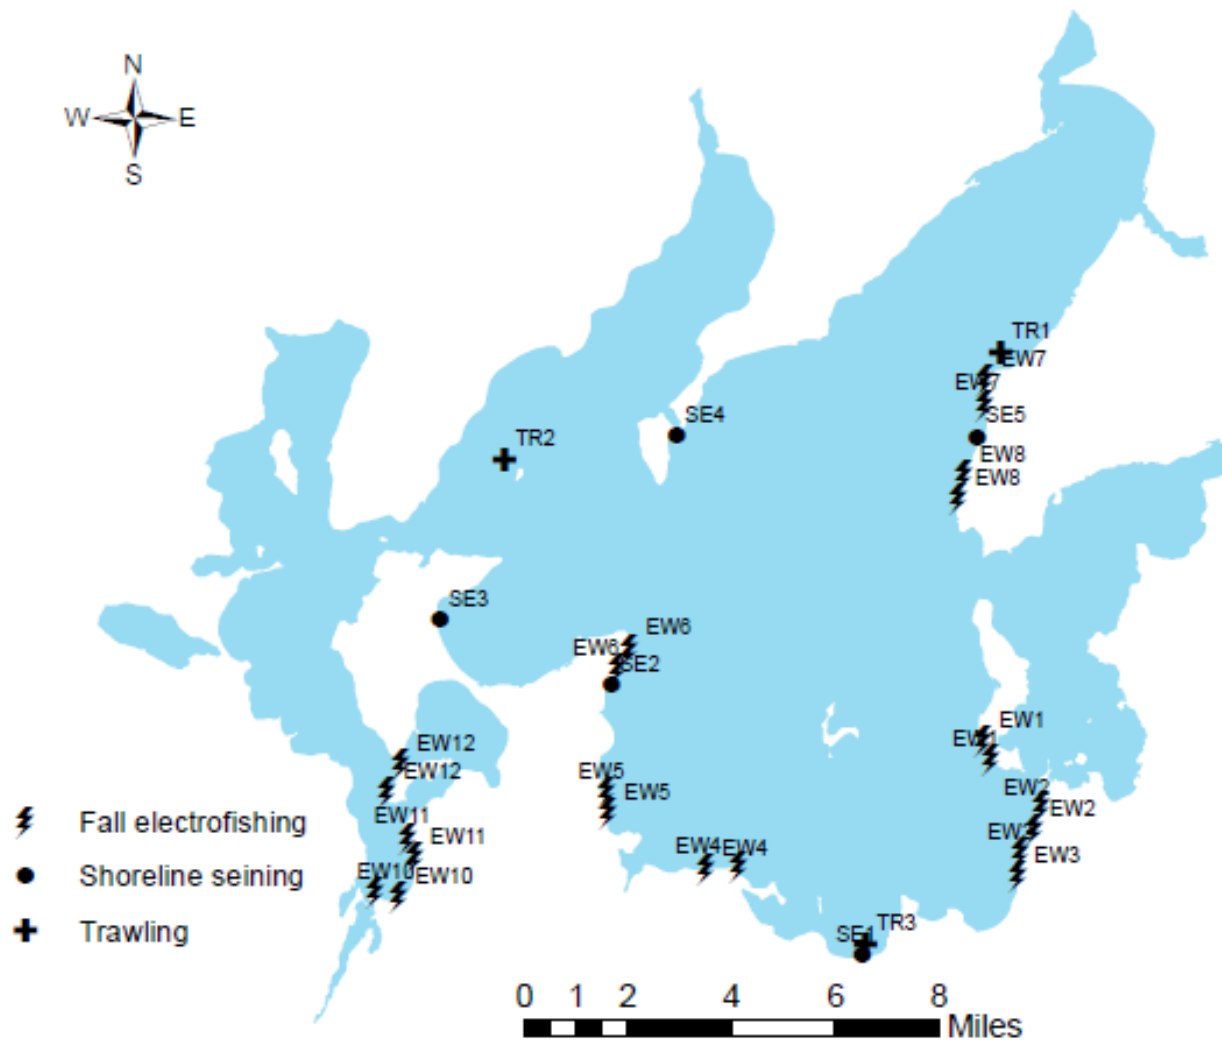 N
W E
S
TR1
EW7
EW7
SE4
SE5
TR2
EW8
EW8
SE3
EW6
EW6
SE2
EW1
EW1
EW12
EW12
EW5
EW5
EW2
EW2
EW11
EW11
EW3
EW3
EW4 EW4
EW10 EW10
TR3
SE1
Fall electrofishing
Shoreline seining
Trawling
0 1 2 4 6 8
Miles